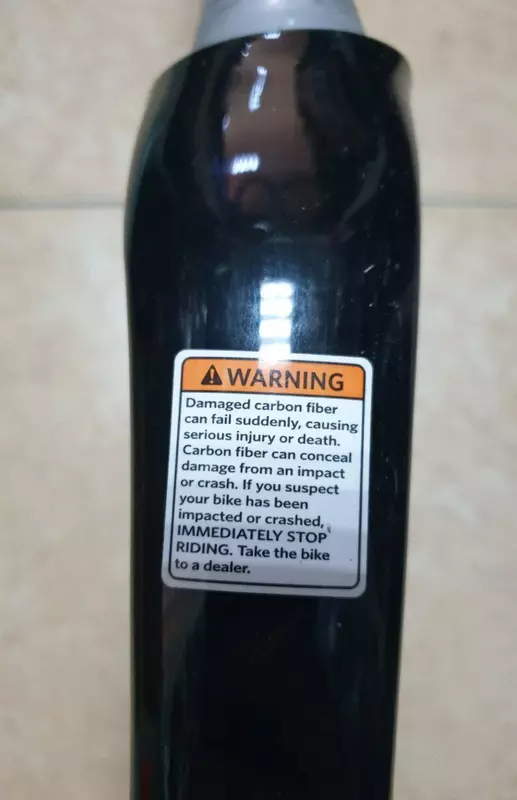 WARNING
Damaged carbon fiber
can fail suddenly, causing
serious injury or death.
Carbon fiber can conceal
damage from an impact
or crash. If you suspect
your bike has been
impacted or crashed,
IMMEDIATELY STOP
RIDING. Take the bike
to a dealer.